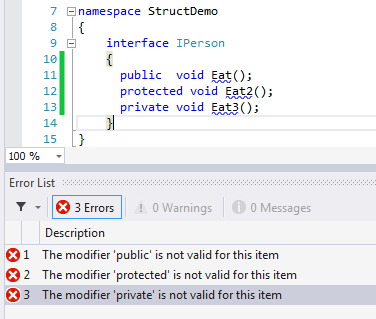 7 namespace StructDemo
8 {
9 interface IPerson
10 {
11 public void Eat();
12 protected void Eat2();
13 private void Eat3();
14 }
15 }
100 %
Error List
3 Errors 0 Warnings 0 Messages
Description
1 The modifier 'public' is not valid for this item
2 The modifier 'protected' is not valid for this item
3 The modifier 'private' is not valid for this item